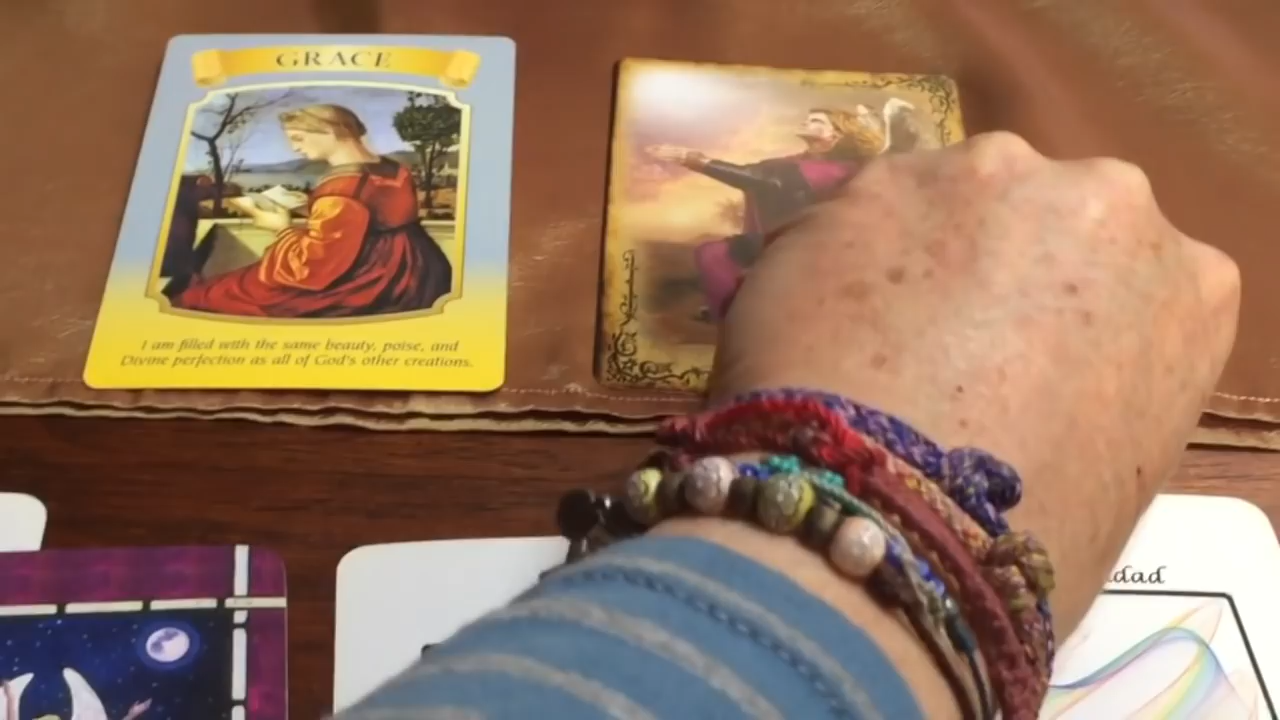 GRACE
I am filled with the same beauty, poise, and
Divine perfection as all of God's other creations.
dad